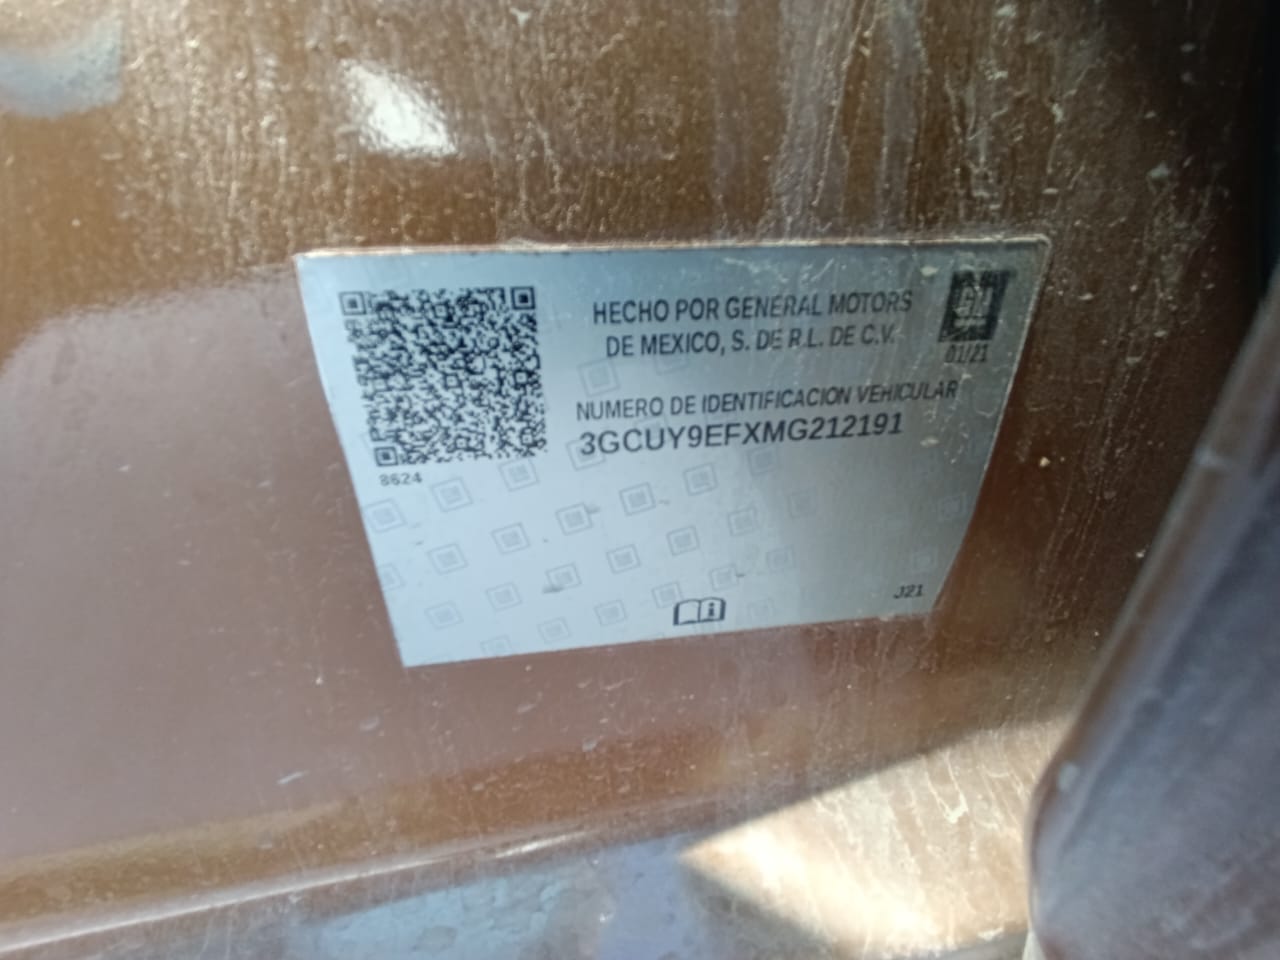 HECHO POR GENERAL MOTORS
DE MEXICO, S. DE R.L. DE C.V.
GM
01/21
NUMERO DE IDENTIFICACION VEHICULAR
3GCUY9EFXMG212191
8624
J21